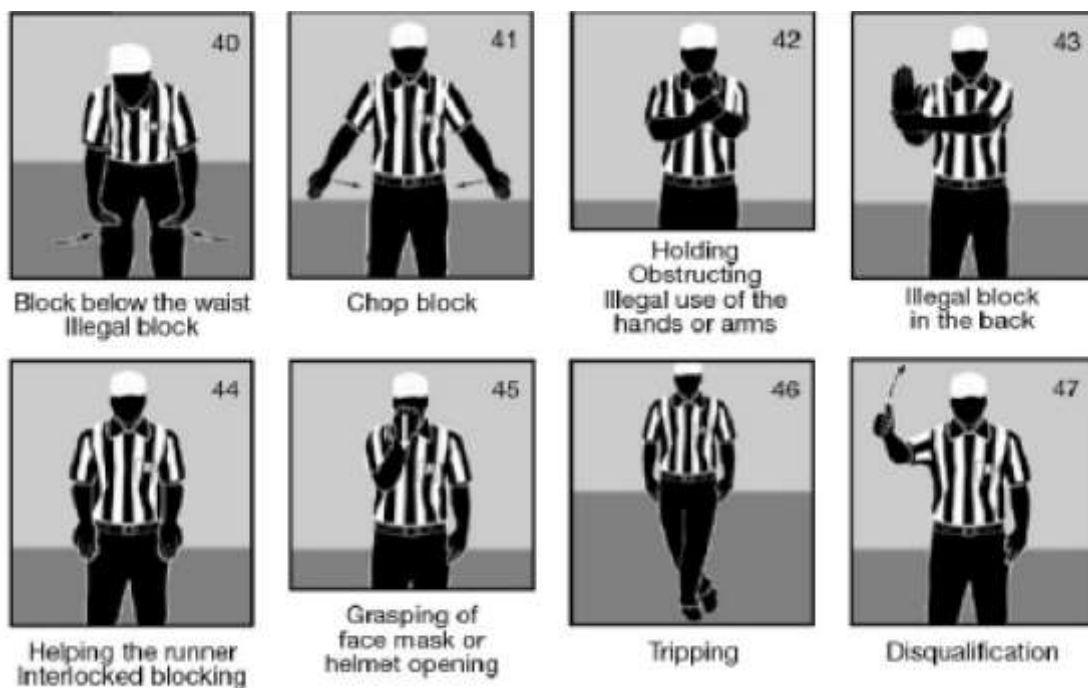 40
41
42
43
Block below the waist
Illegal block
Chop block
Holding
Obstructing
Illegal use of the
hands or arms
Illegal block
in the back
44
45
46
47
Helping the runner
Interlocked blocking
Grasping of
face mask or
helmet opening
Tripping
Disqualification